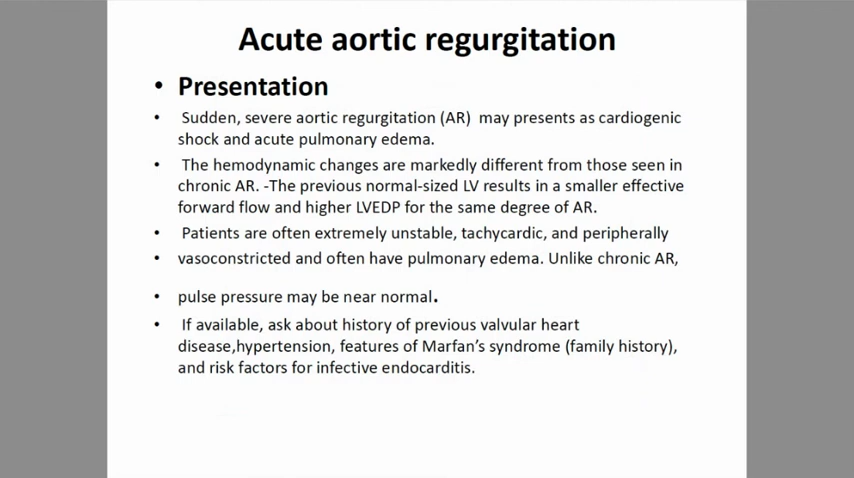 Acute aortic regurgitation
• Presentation
• Sudden, severe aortic regurgitation (AR) may presents as cardiogenic
shock and acute pulmonary edema.
• The hemodynamic changes are markedly different from those seen in
chronic AR. -The previous normal-sized LV results in a smaller effective
forward flow and higher LVEDP for the same degree of AR.
• Patients are often extremely unstable, tachycardic, and peripherally
• vasoconstricted and often have pulmonary edema. Unlike chronic AR,
• pulse pressure may be near normal.
• If available, ask about history of previous valvular heart
disease,hypertension, features of Marfan’s syndrome (family history),
and risk factors for infective endocarditis.